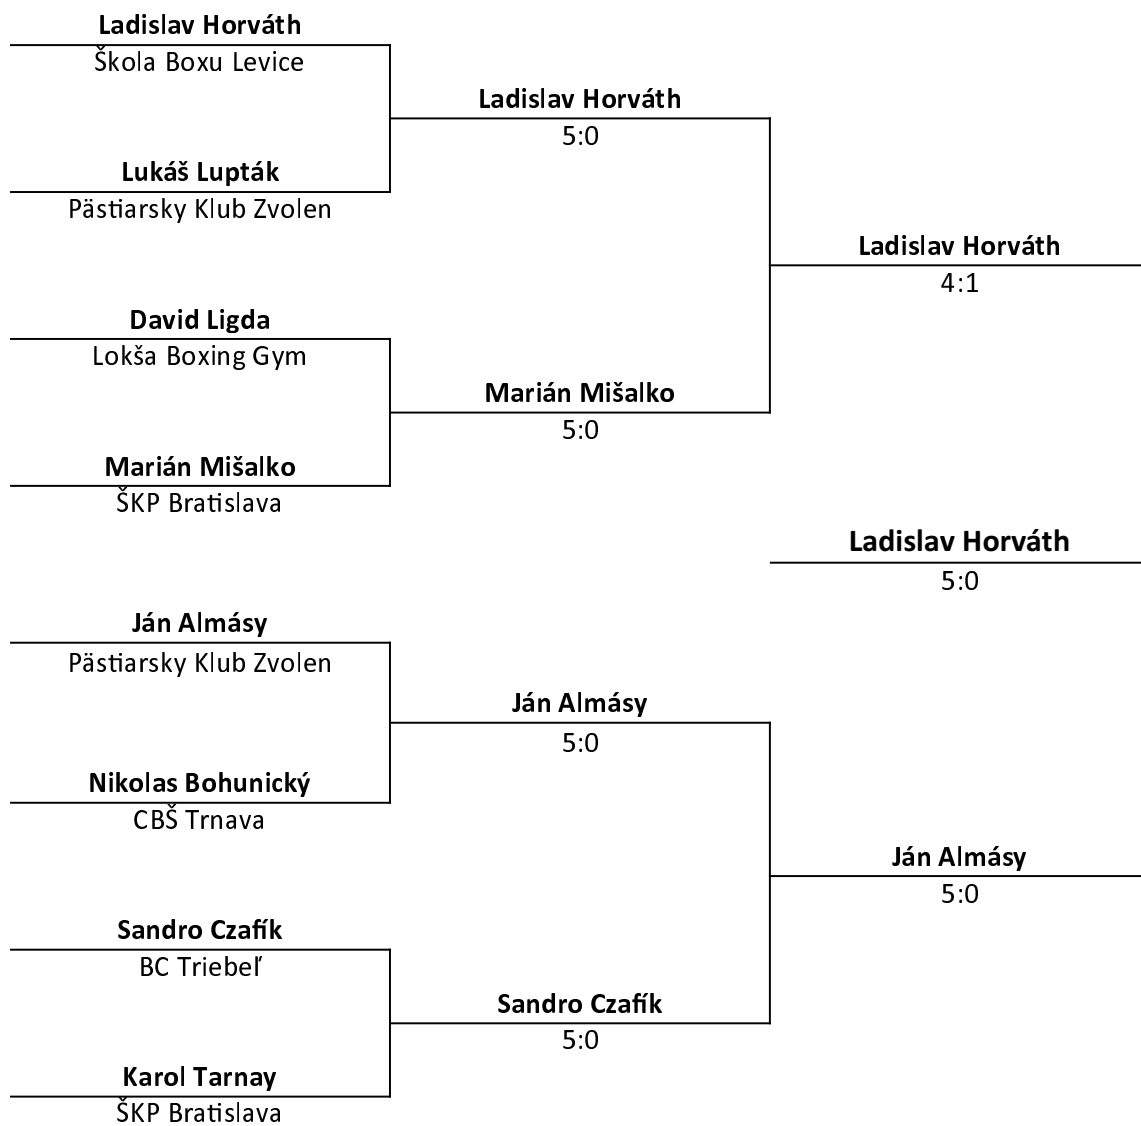 Ladislav Horváth
Škola Boxu Levice
Ladislav Horváth
5:0
Lukáš Lupták
Pästiarsky Klub Zvolen
Ladislav Horváth
4:1
David Ligda
Lokša Boxing Gym
Marián Mišalko
5:0
Marián Mišalko
ŠKP Bratislava
Ladislav Horváth
5:0
Ján Almásy
Pästiarsky Klub Zvolen
Ján Almásy
5:0
Nikolas Bohunický
CBŠ Trnava
Ján Almásy
5:0
Sandro Czafík
BC Triebeľ
Sandro Czafík
5:0
Karol Tarnay
ŠKP Bratislava